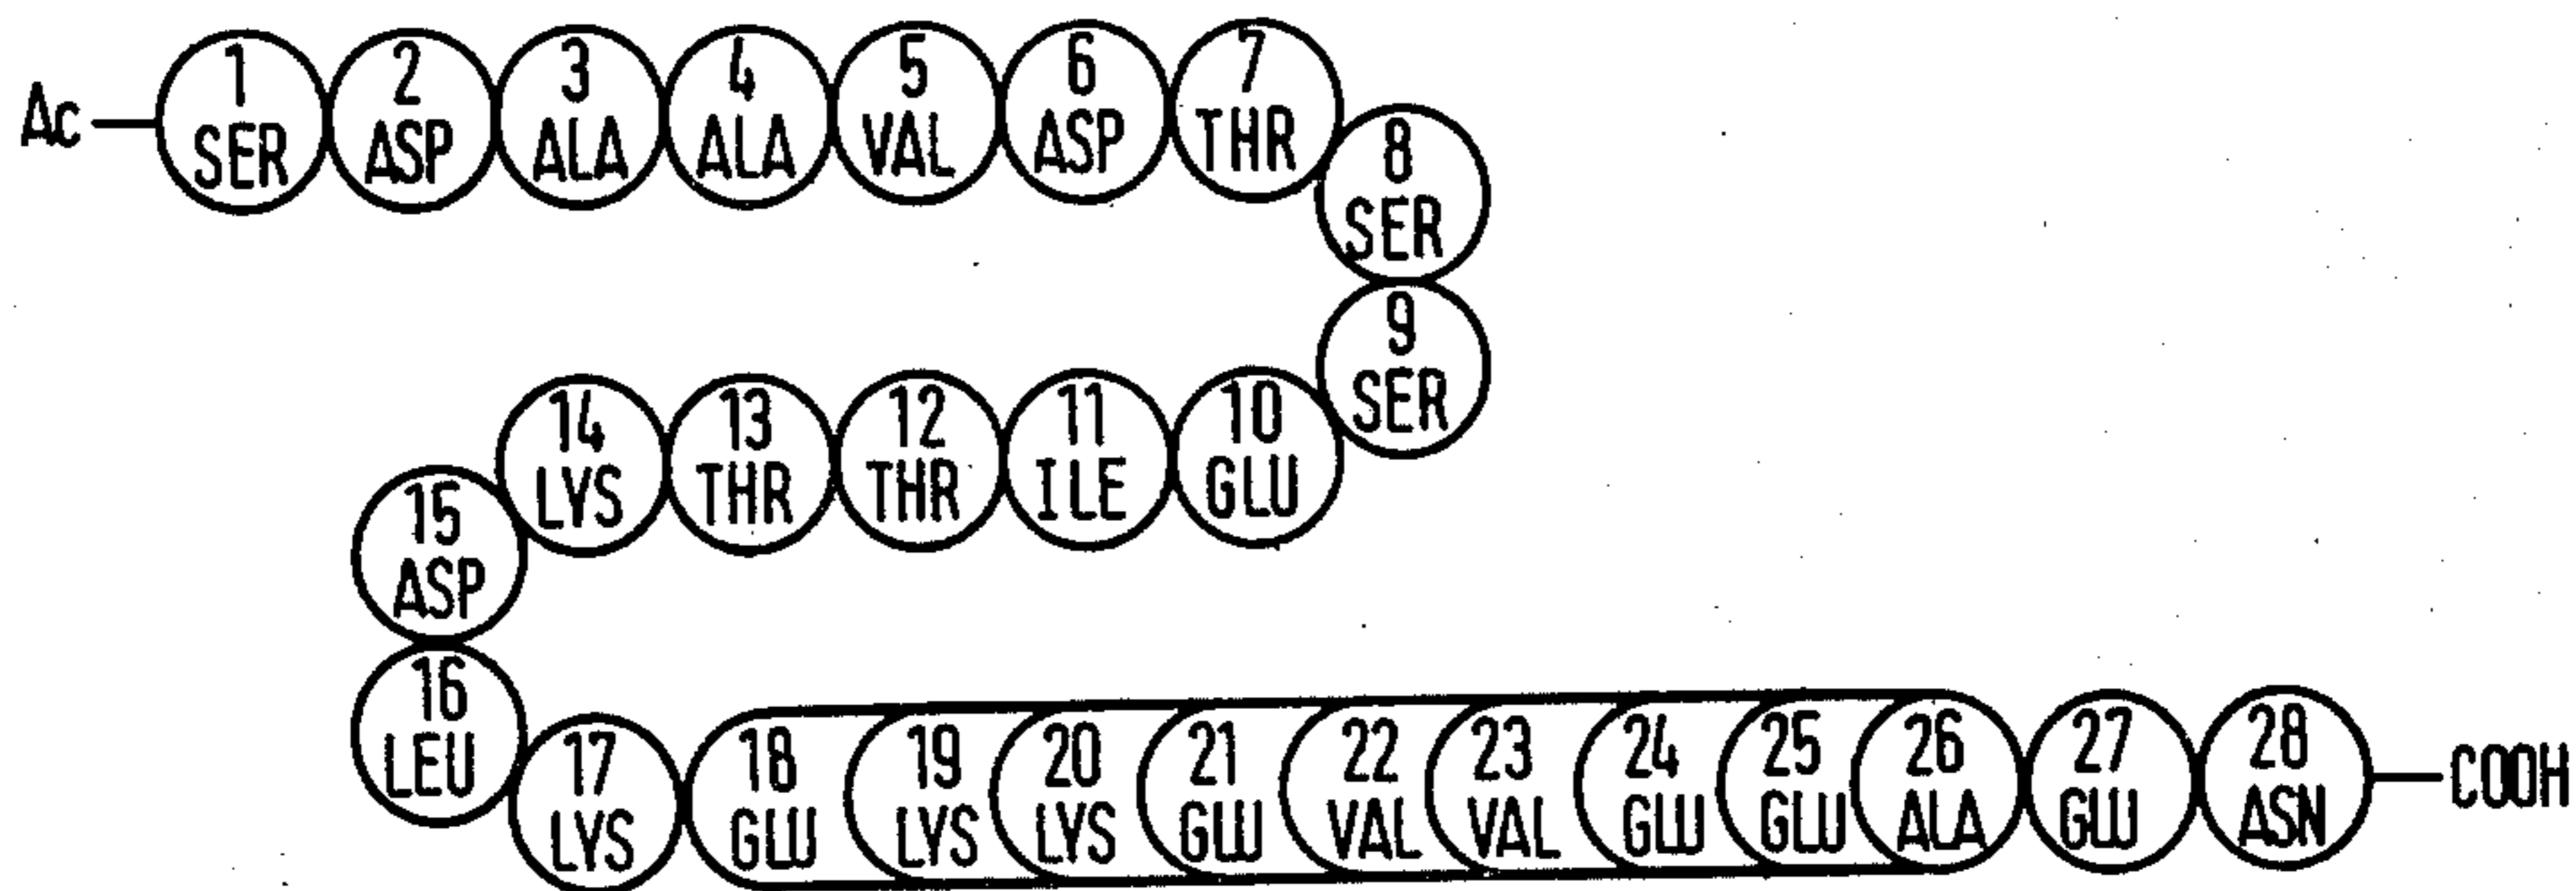 Ac
1 SER
2 ASP
3 ALA
4 ALA
5 VAL
6 ASP
7 THR
8 SER
9 SER
10 GLU
11 ILE
12 THR
13 THR
14 LYS
15 ASP
16 LEU
17 LYS
18 GLU
19 LYS
20 LYS
21 GLU
22 VAL
23 VAL
24 GLU
25 GLU
26 ALA
27 GLU
28 ASN
COOH